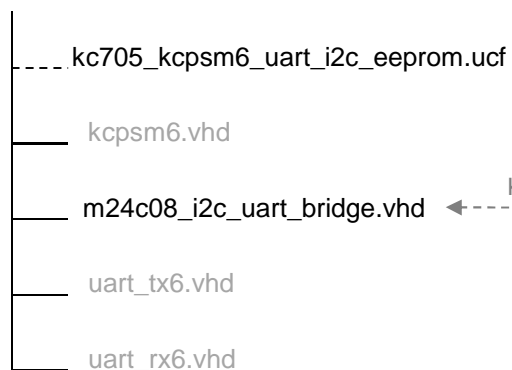 kc705_kcpsm6_uart_i2c_eeprom.ucf
kcpsm6.vhd
m24c08_i2c_uart_bridge.vhd
uart_tx6.vhd
uart_rx6.vhd